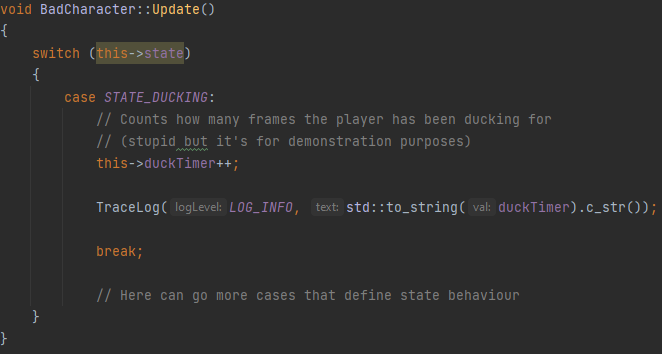 void BadCharacter::Update()
{
    switch (this->state)
    {
        case STATE_DUCKING:
            // Counts how many frames the player has been ducking for
            // (stupid but it's for demonstration purposes)
            this->duckTimer++;
            TraceLog( logLevel: LOG_INFO, text: std::to_string( val: duckTimer).c_str());
            break;
            // Here can go more cases that define state behaviour
    }
}